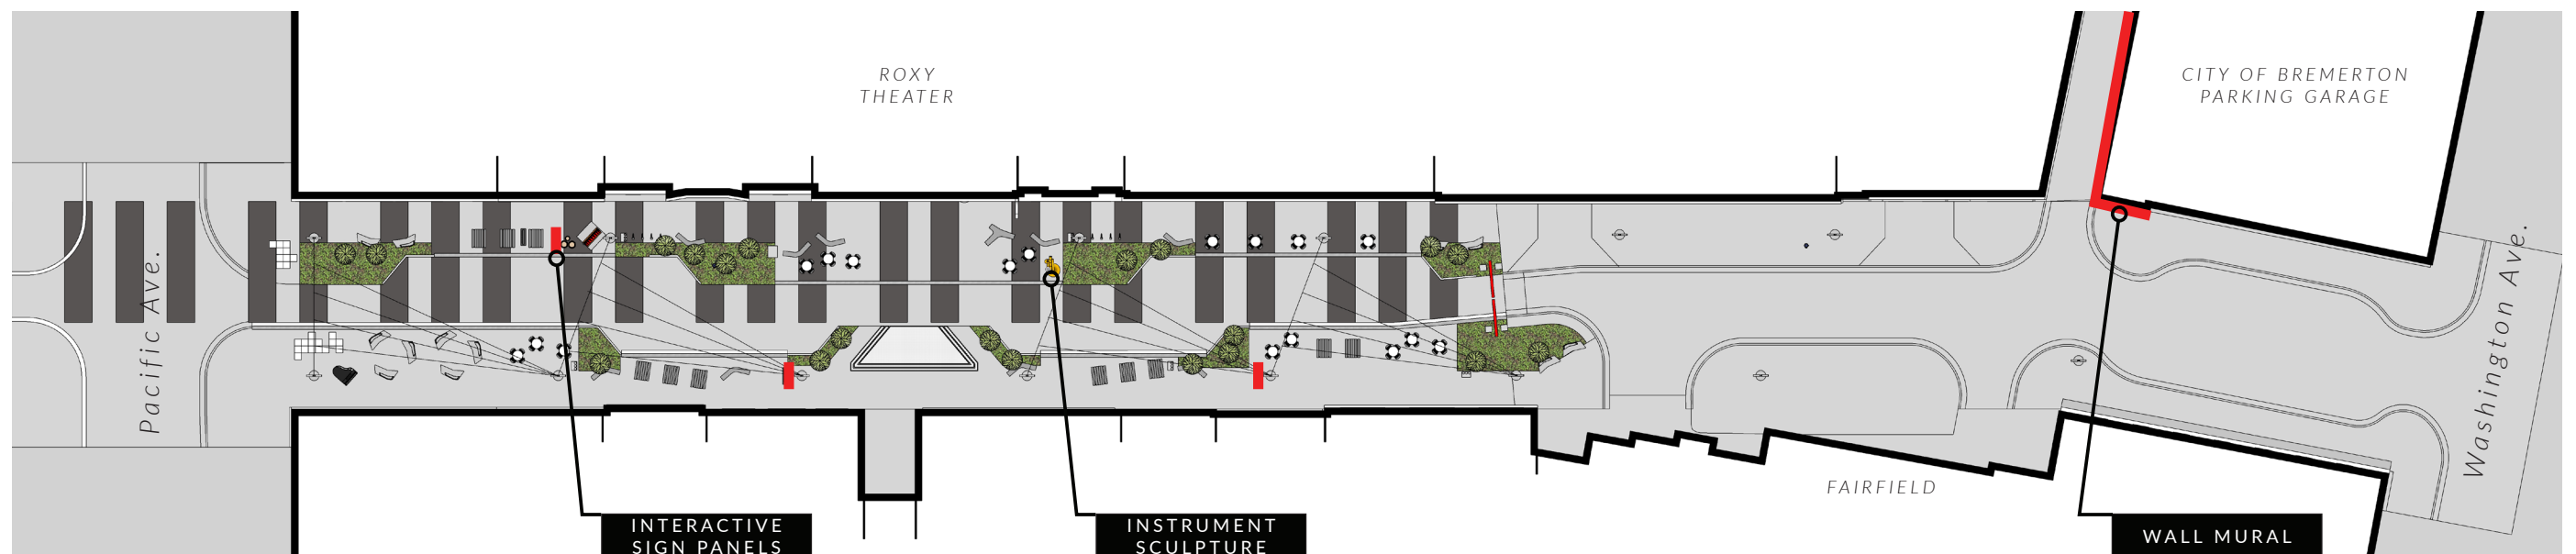 ROXY
THEATER
CITY OF BREMERTON
PARKING GARAGE
Pacific Ave.
Washington Ave.
FAIRFIELD
INTERACTIVE
SIGN PANELS
INSTRUMENT
SCULPTURE
WALL MURAL